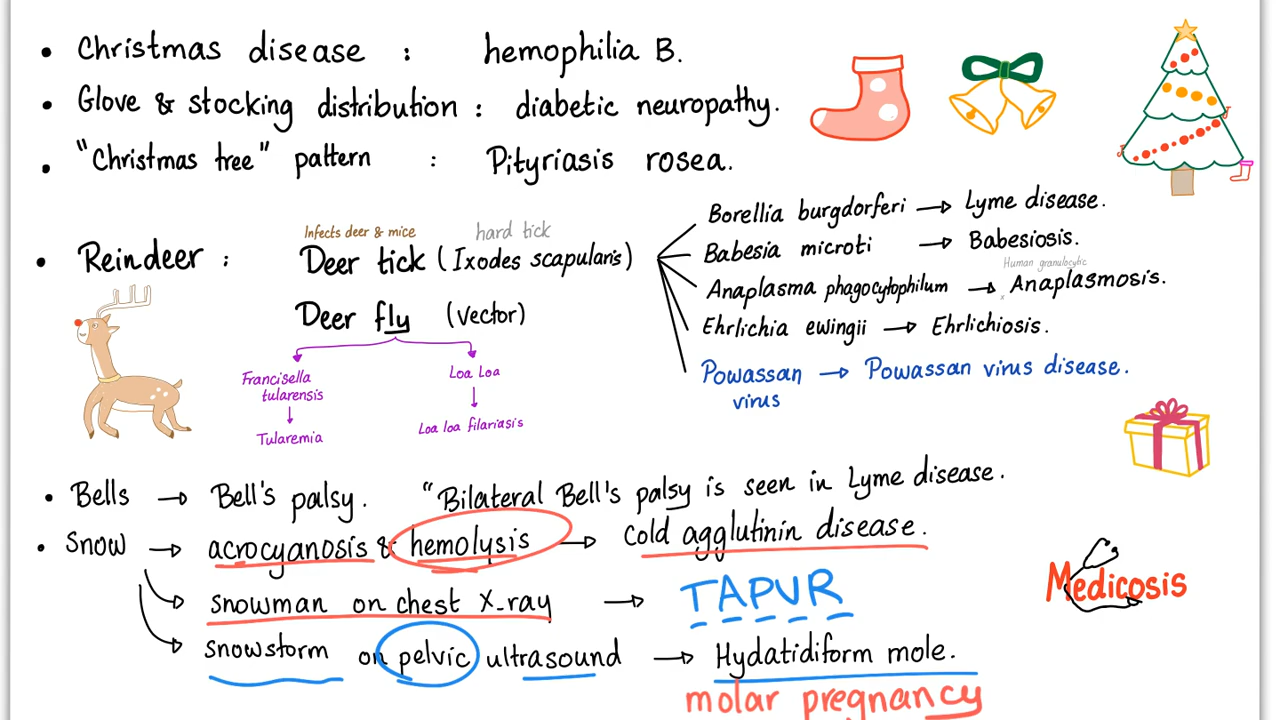 • Christmas disease : hemophilia B.
• Glove & stocking distribution : diabetic neuropathy.
• "Christmas tree" pattern : Pityriasis rosea.
• Reindeer :
Infects deer & mice
hard tick
Deer tick (Ixodes scapularis)
Borellia burgdorferi → Lyme disease.
Babesia microti → Babesiosis.
Human granulocytic
Anaplasma phagocytophilum → Anaplasmosis.
Ehrlichia ewingii → Ehrlichiosis.
Powassan virus → Powassan virus disease.
Deer fly (vector)
Francisella tularensis
↓
Tularemia
Loa Loa
↓
Loa loa filariasis
• Bells → Bell's palsy. "Bilateral Bell's palsy is seen in Lyme disease.
• Snow → acrocyanosis & hemolysis → cold agglutinin disease.
→ snowman on chest X-ray → TAPVR
→ snowstorm on pelvic ultrasound → Hydatidiform mole.
molar pregnancy
Medicosis